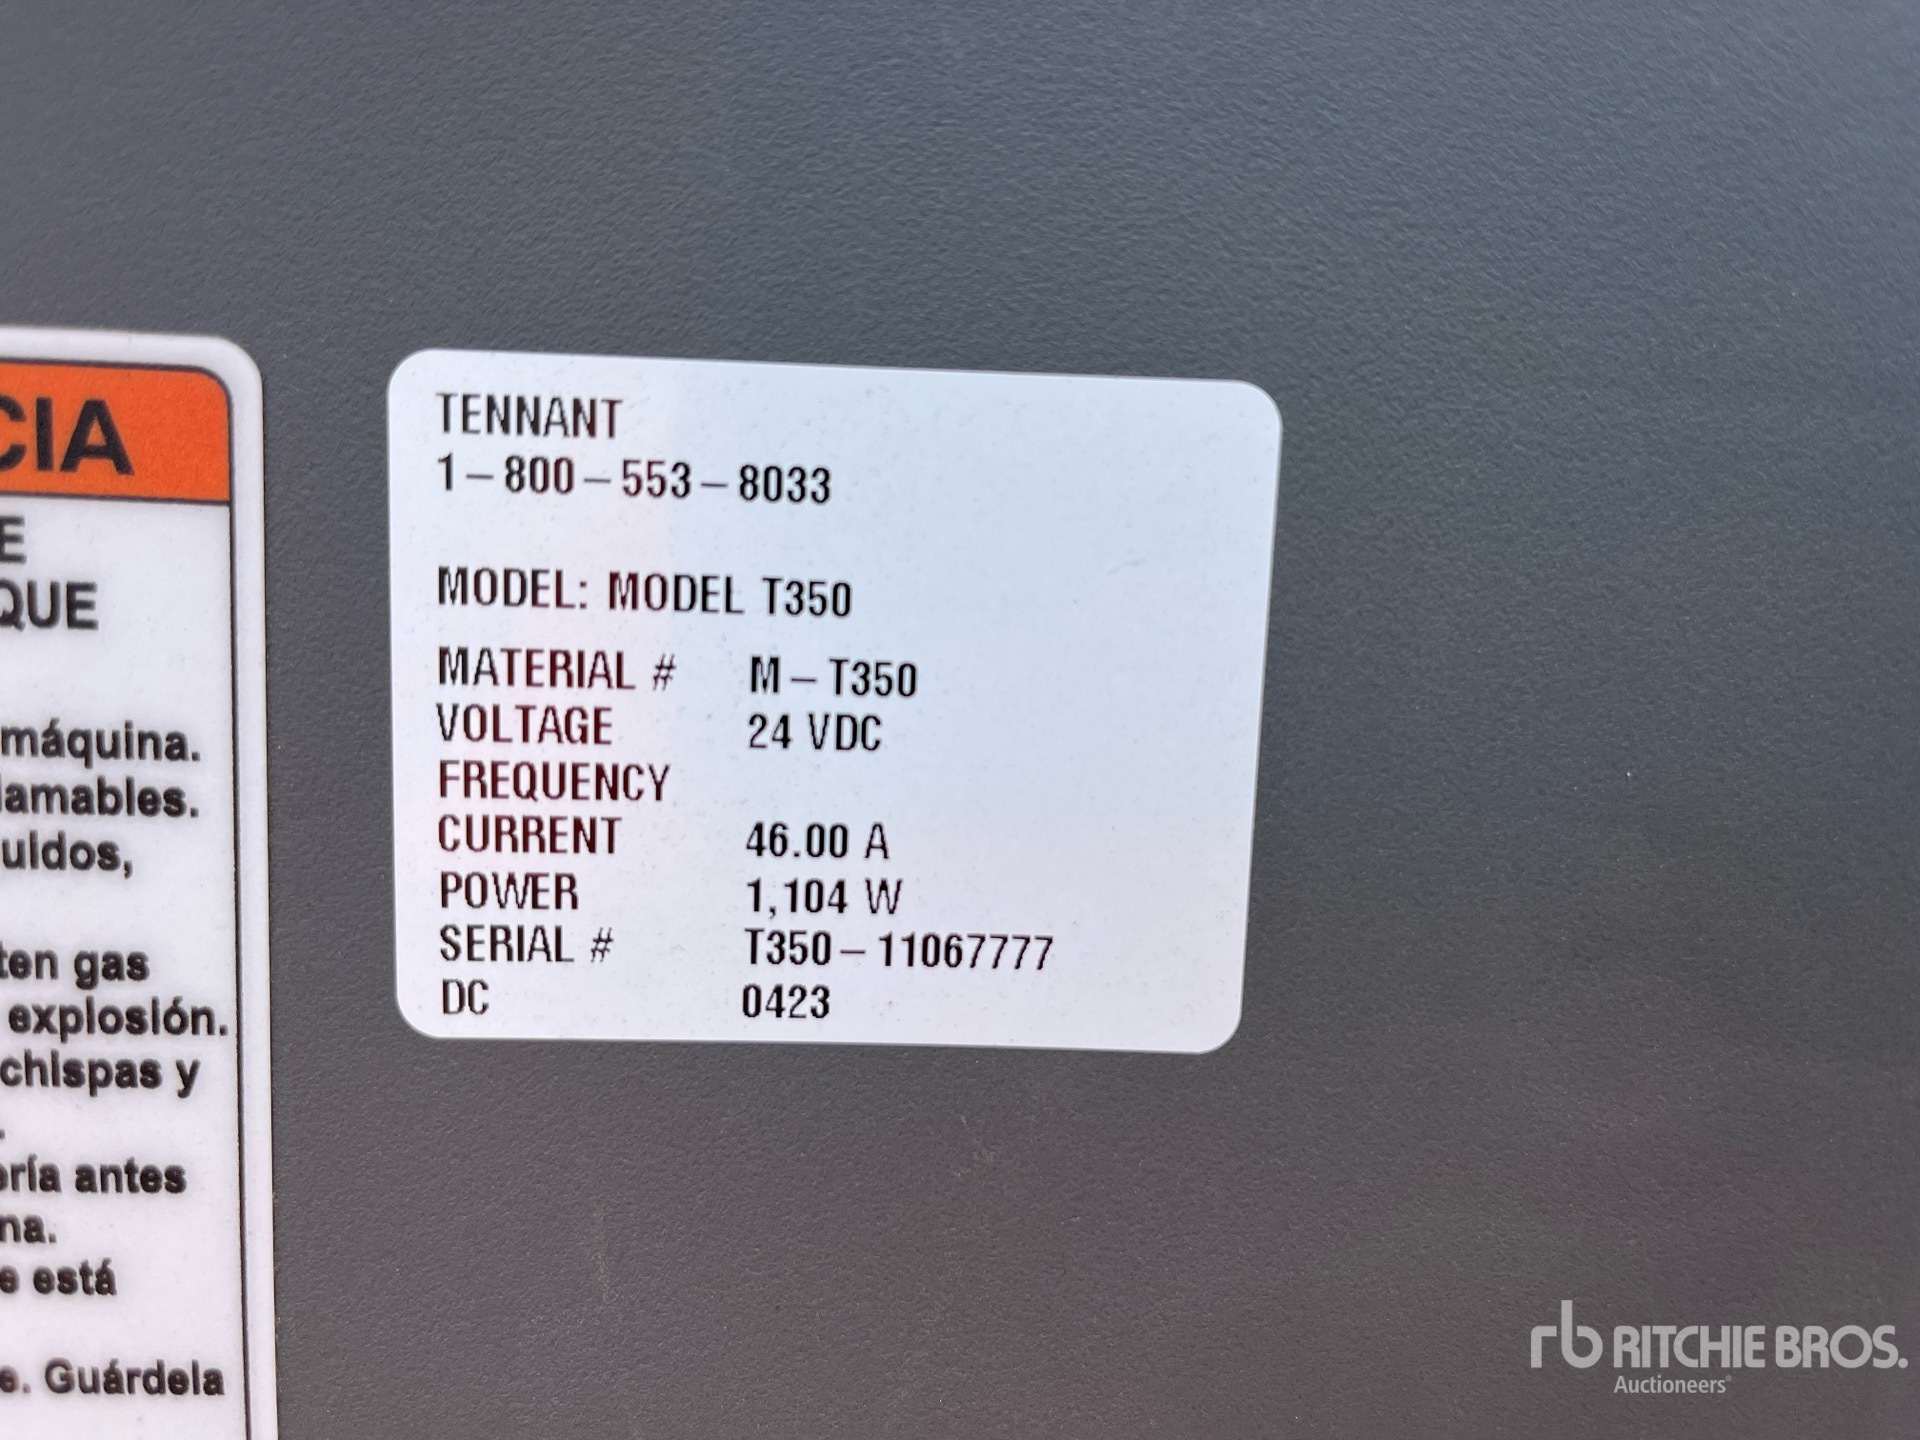 CIA
E
QUE
máquina.
lamables.
uidos,
ten gas
explosión.
chispas y
.
ería antes
na.
e está
e. Guárdela
TENNANT
1-800-553-8033
MODEL: MODEL T350
MATERIAL # M-T350
VOLTAGE 24 VDC
FREQUENCY
CURRENT 46.00 A
POWER 1,104 W
SERIAL # T350-11067777
DC 0423
rb RITCHIE BROS.
Auctioneers